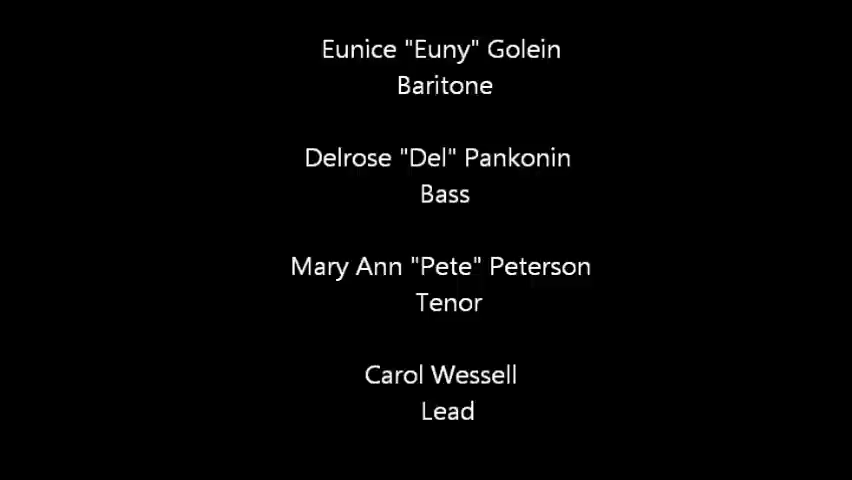 Eunice "Euny" Golein
Baritone
Delrose "Del" Pankonin
Bass
Mary Ann "Pete" Peterson
Tenor
Carol Wessell
Lead